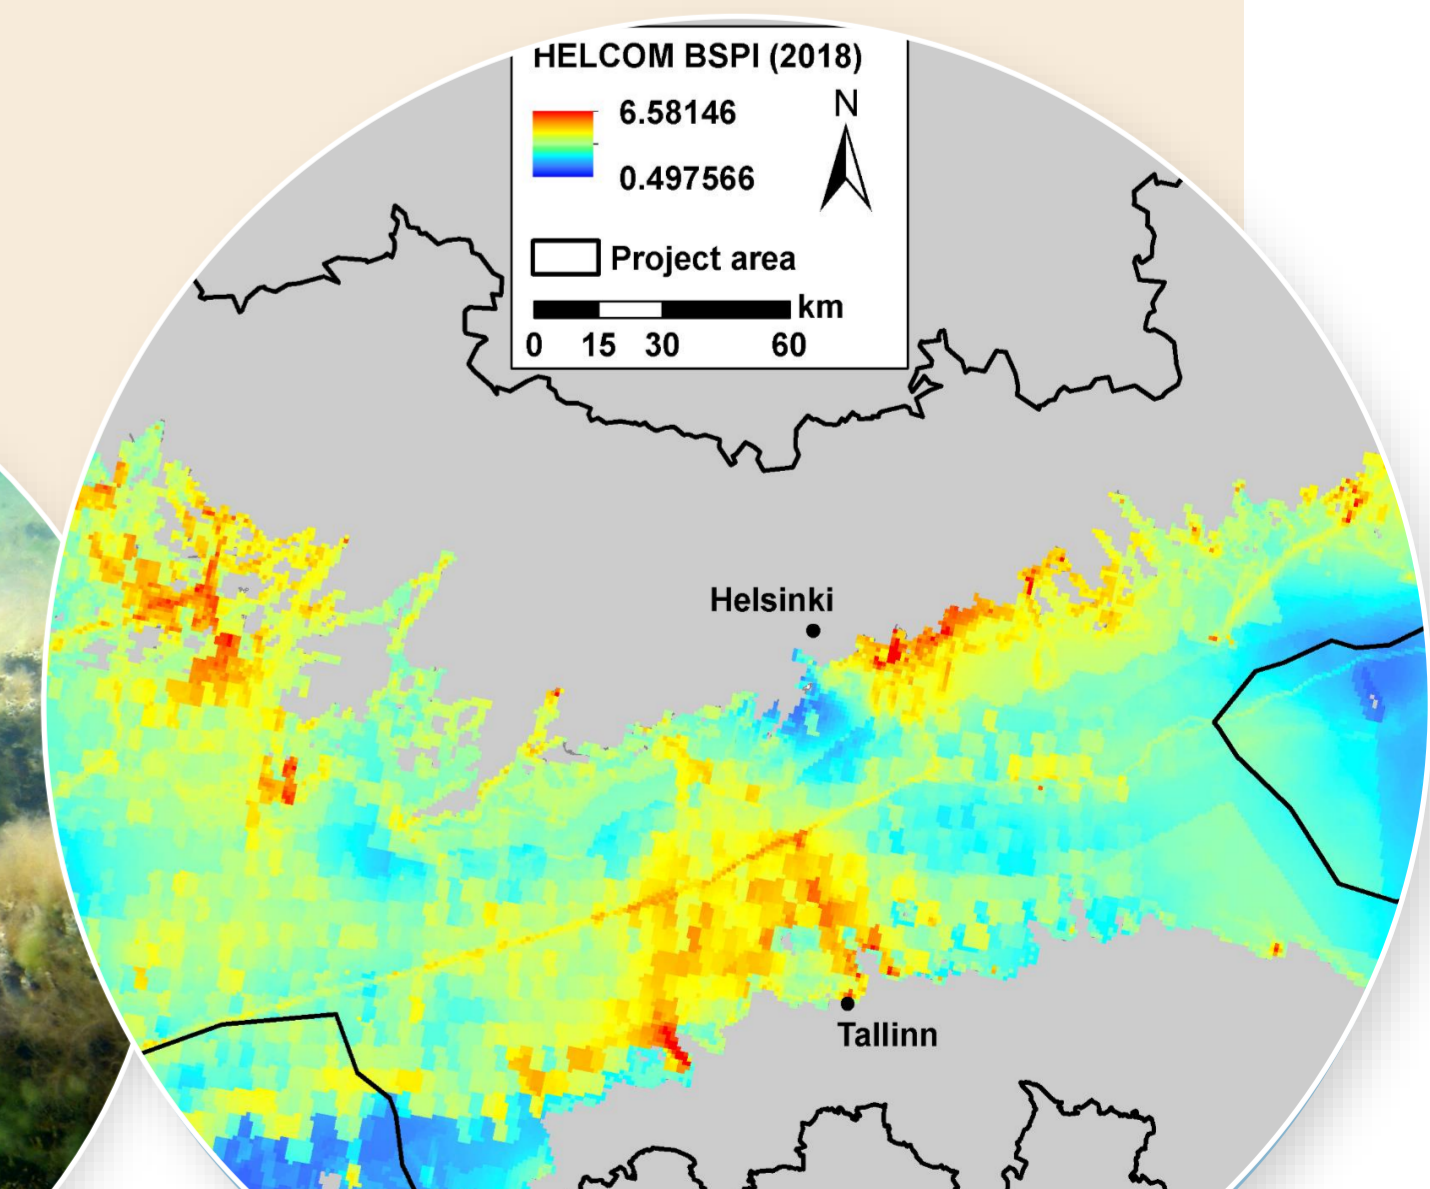 HELCOM BSPI (2018)
6.58146
0.497566
N
Project area
km
0 15 30 60
Helsinki
Tallinn